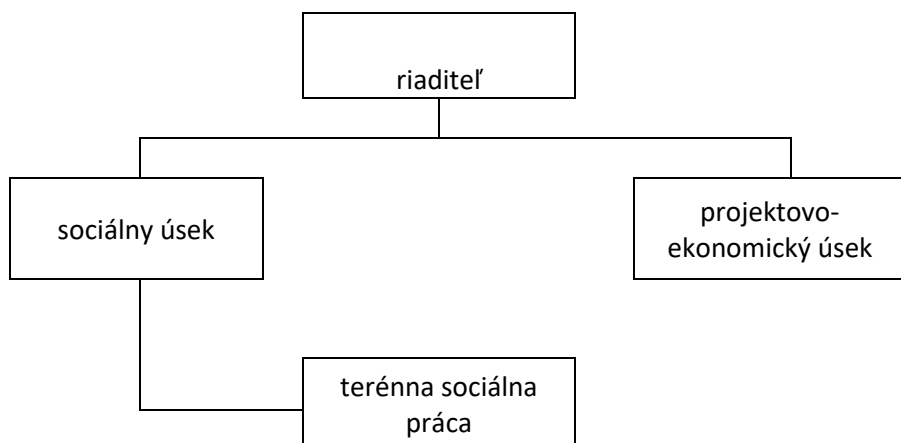 riaditeľ
sociálny úsek
projektovo-
ekonomický úsek
terénna sociálna
práca